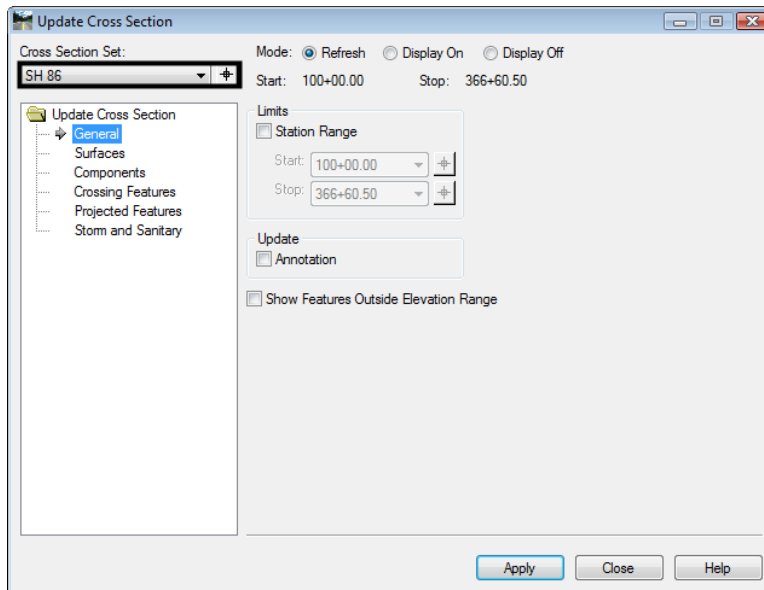 Update Cross Section
Cross Section Set:
SH 86
Mode: Refresh Display On Display Off
Start: 100+00.00 Stop: 366+60.50
Update Cross Section
General
Surfaces
Components
Crossing Features
Projected Features
Storm and Sanitary
Limits
Station Range
Start: 100+00.00
Stop: 366+60.50
Update
Annotation
Show Features Outside Elevation Range
Apply Close Help